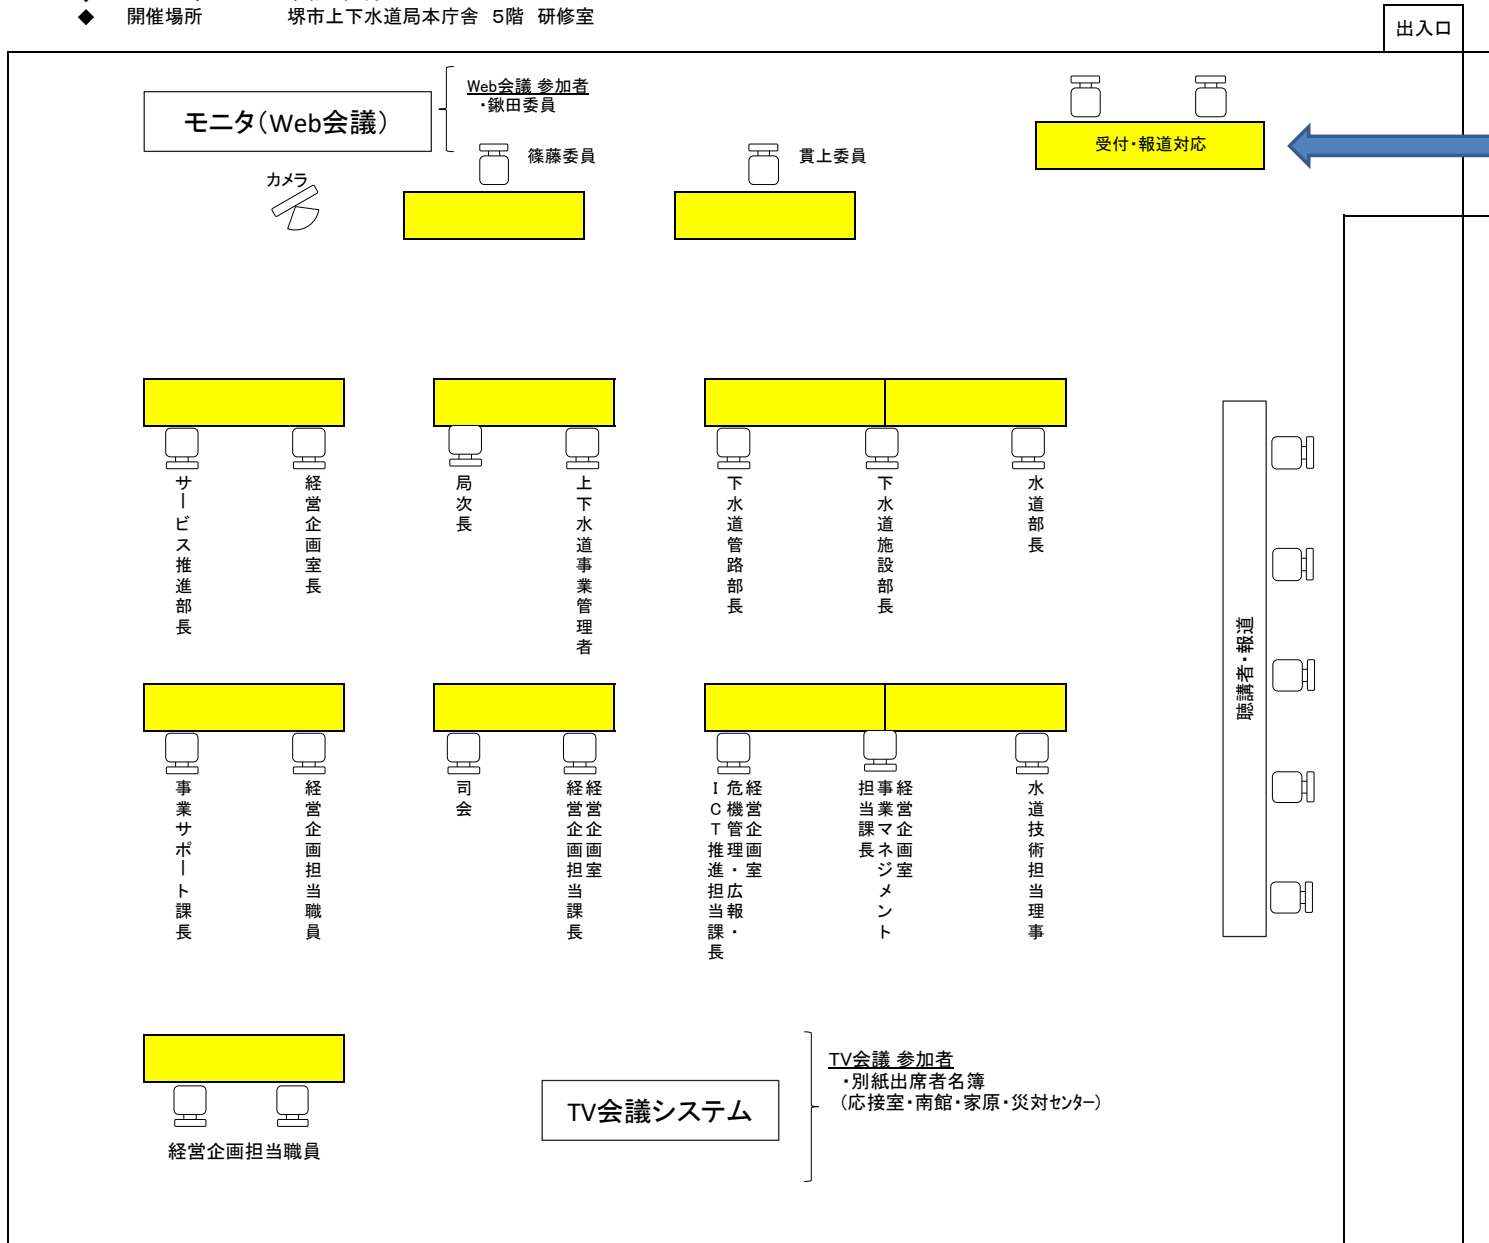 ◆ 開催場所 堺市上下水道局本庁舎 5階 研修室
出入口
モニタ(Web会議)
Web会議 参加者
・鍬田委員
受付・報道対応
篠藤委員
貫上委員
カメラ
サービス推進部長
経営企画室長
局次長
上下水道事業管理者
下水道管路部長
下水道施設部長
水道部長
聴講者・報道
事業サポート課長
経営企画担当職員
司会
経営企画室
経営企画担当課長
経営企画室
危機管理・広報・
ICT推進担当課長
経営企画室
事業マネジメント
担当課長
水道技術担当理事
経営企画担当職員
TV会議システム
TV会議 参加者
・別紙出席者名簿
(応接室・南館・家原・災対センター)